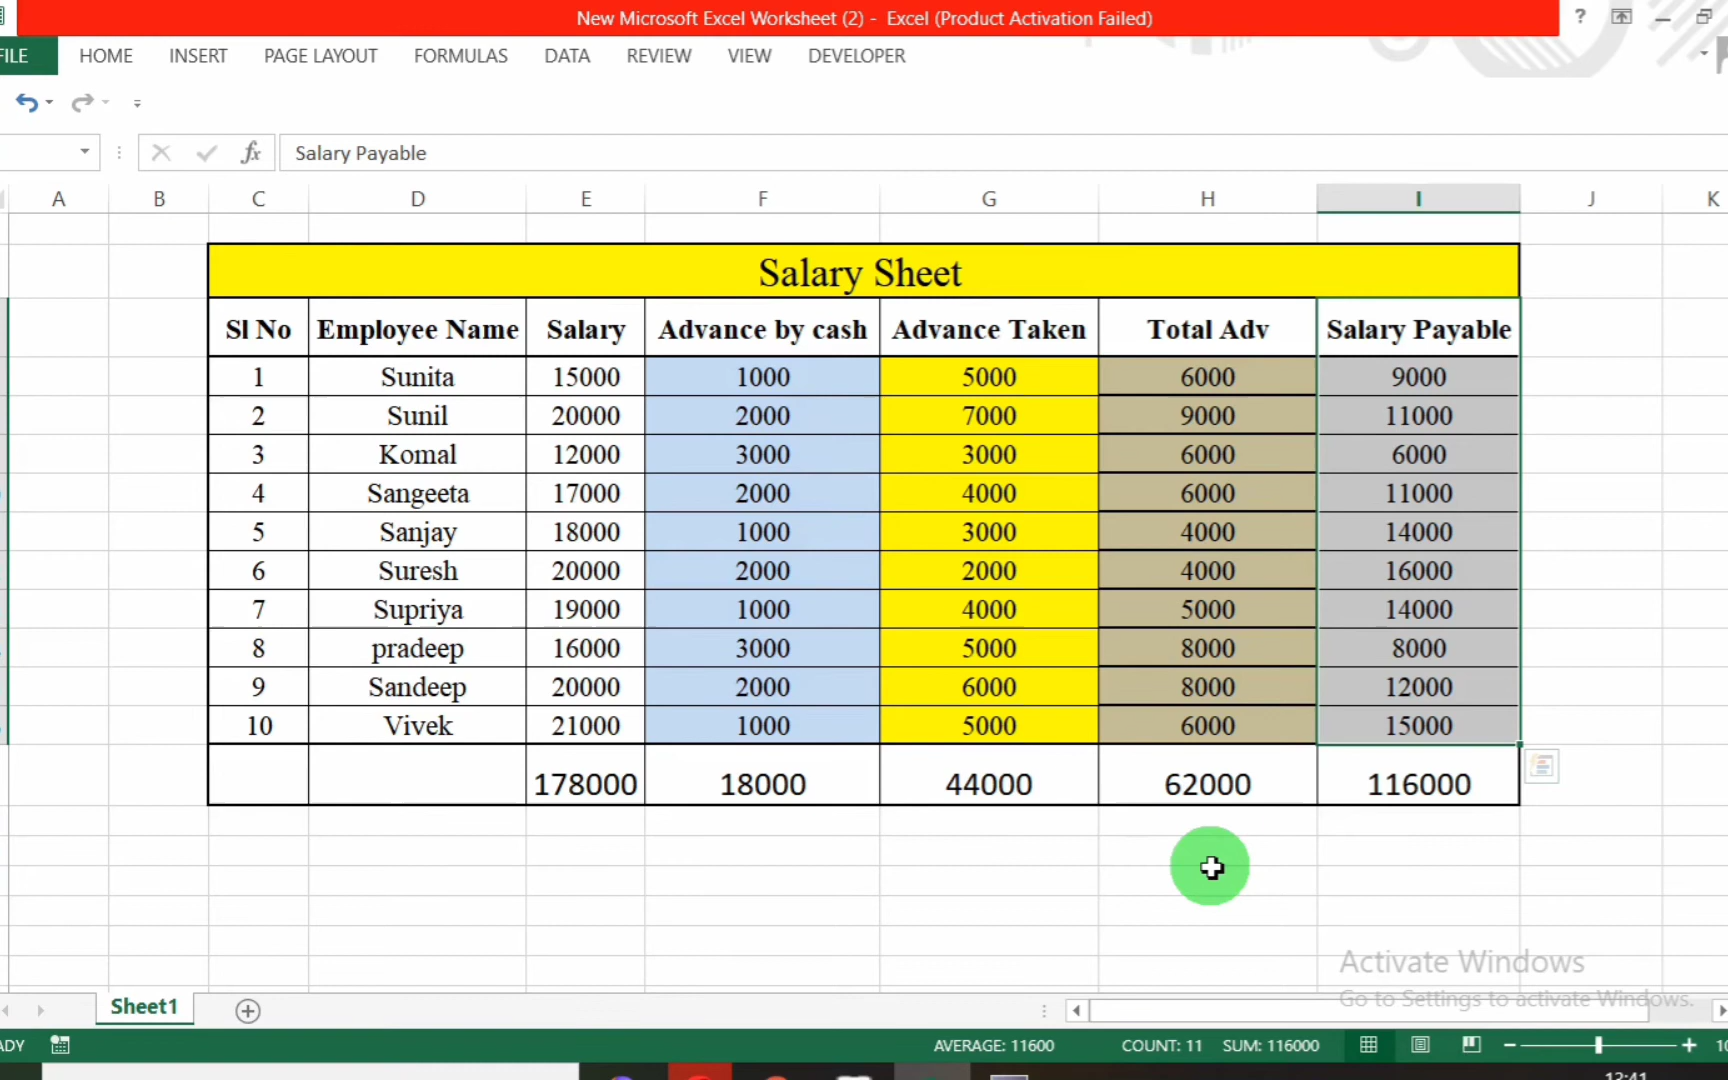 New Microsoft Excel Worksheet (2) - Excel (Product Activation Failed)
FILE HOME INSERT PAGE LAYOUT FORMULAS DATA REVIEW VIEW DEVELOPER
fx Salary Payable
A B C D E F G H I J K
Salary Sheet
Sl No Employee Name Salary Advance by cash Advance Taken Total Adv Salary Payable
1 Sunita 15000 1000 5000 6000 9000
2 Sunil 20000 2000 7000 9000 11000
3 Komal 12000 3000 3000 6000 6000
4 Sangeeta 17000 2000 4000 6000 11000
5 Sanjay 18000 1000 3000 4000 14000
6 Suresh 20000 2000 2000 4000 16000
7 Supriya 19000 1000 4000 5000 14000
8 pradeep 16000 3000 5000 8000 8000
9 Sandeep 20000 2000 6000 8000 12000
10 Vivek 21000 1000 5000 6000 15000
178000 18000 44000 62000 116000
Activate Windows
Go to Settings to activate Windows.
Sheet1
ADY AVERAGE: 11600 COUNT: 11 SUM: 116000